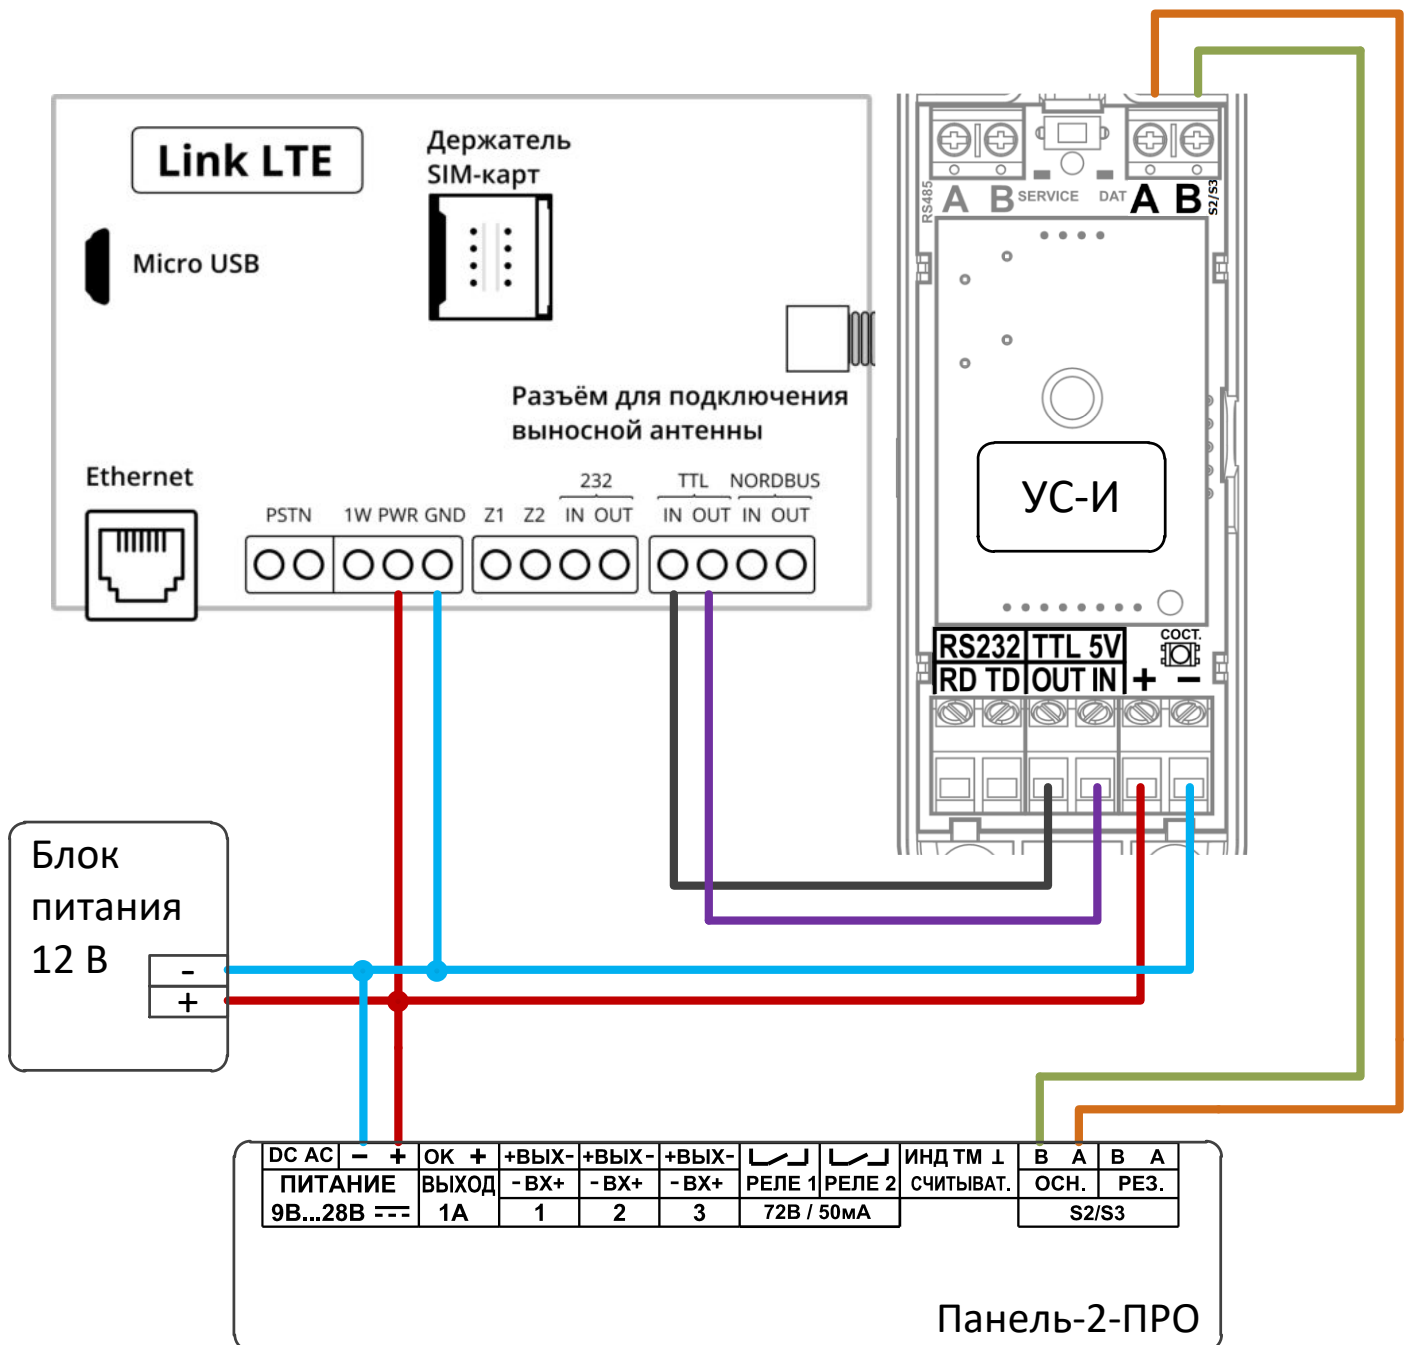 Link LTE
Держатель
SIM-карт
Micro USB
Разъём для подключения
выносной антенны
Ethernet
232 TTL NORDBUS
PSTN 1W PWR GND Z1 Z2 IN OUT IN OUT IN OUT
RS485 A B SERVICE DAT A B S2/S3
УС-И
СОСТ.
RS232 TTL 5V
RD TD OUT IN + −
Блок
питания
12 В
-
+
DC AC − + ОК + +ВЫХ- +ВЫХ- +ВЫХ- ИНД ТМ ⊥ В А В А
ПИТАНИЕ ВЫХОД -ВХ+ -ВХ+ -ВХ+ РЕЛЕ 1 РЕЛЕ 2 СЧИТЫВАТ. ОСН. РЕЗ.
9В...28В 1А 1 2 3 72В / 50мА S2/S3
Панель-2-ПРО